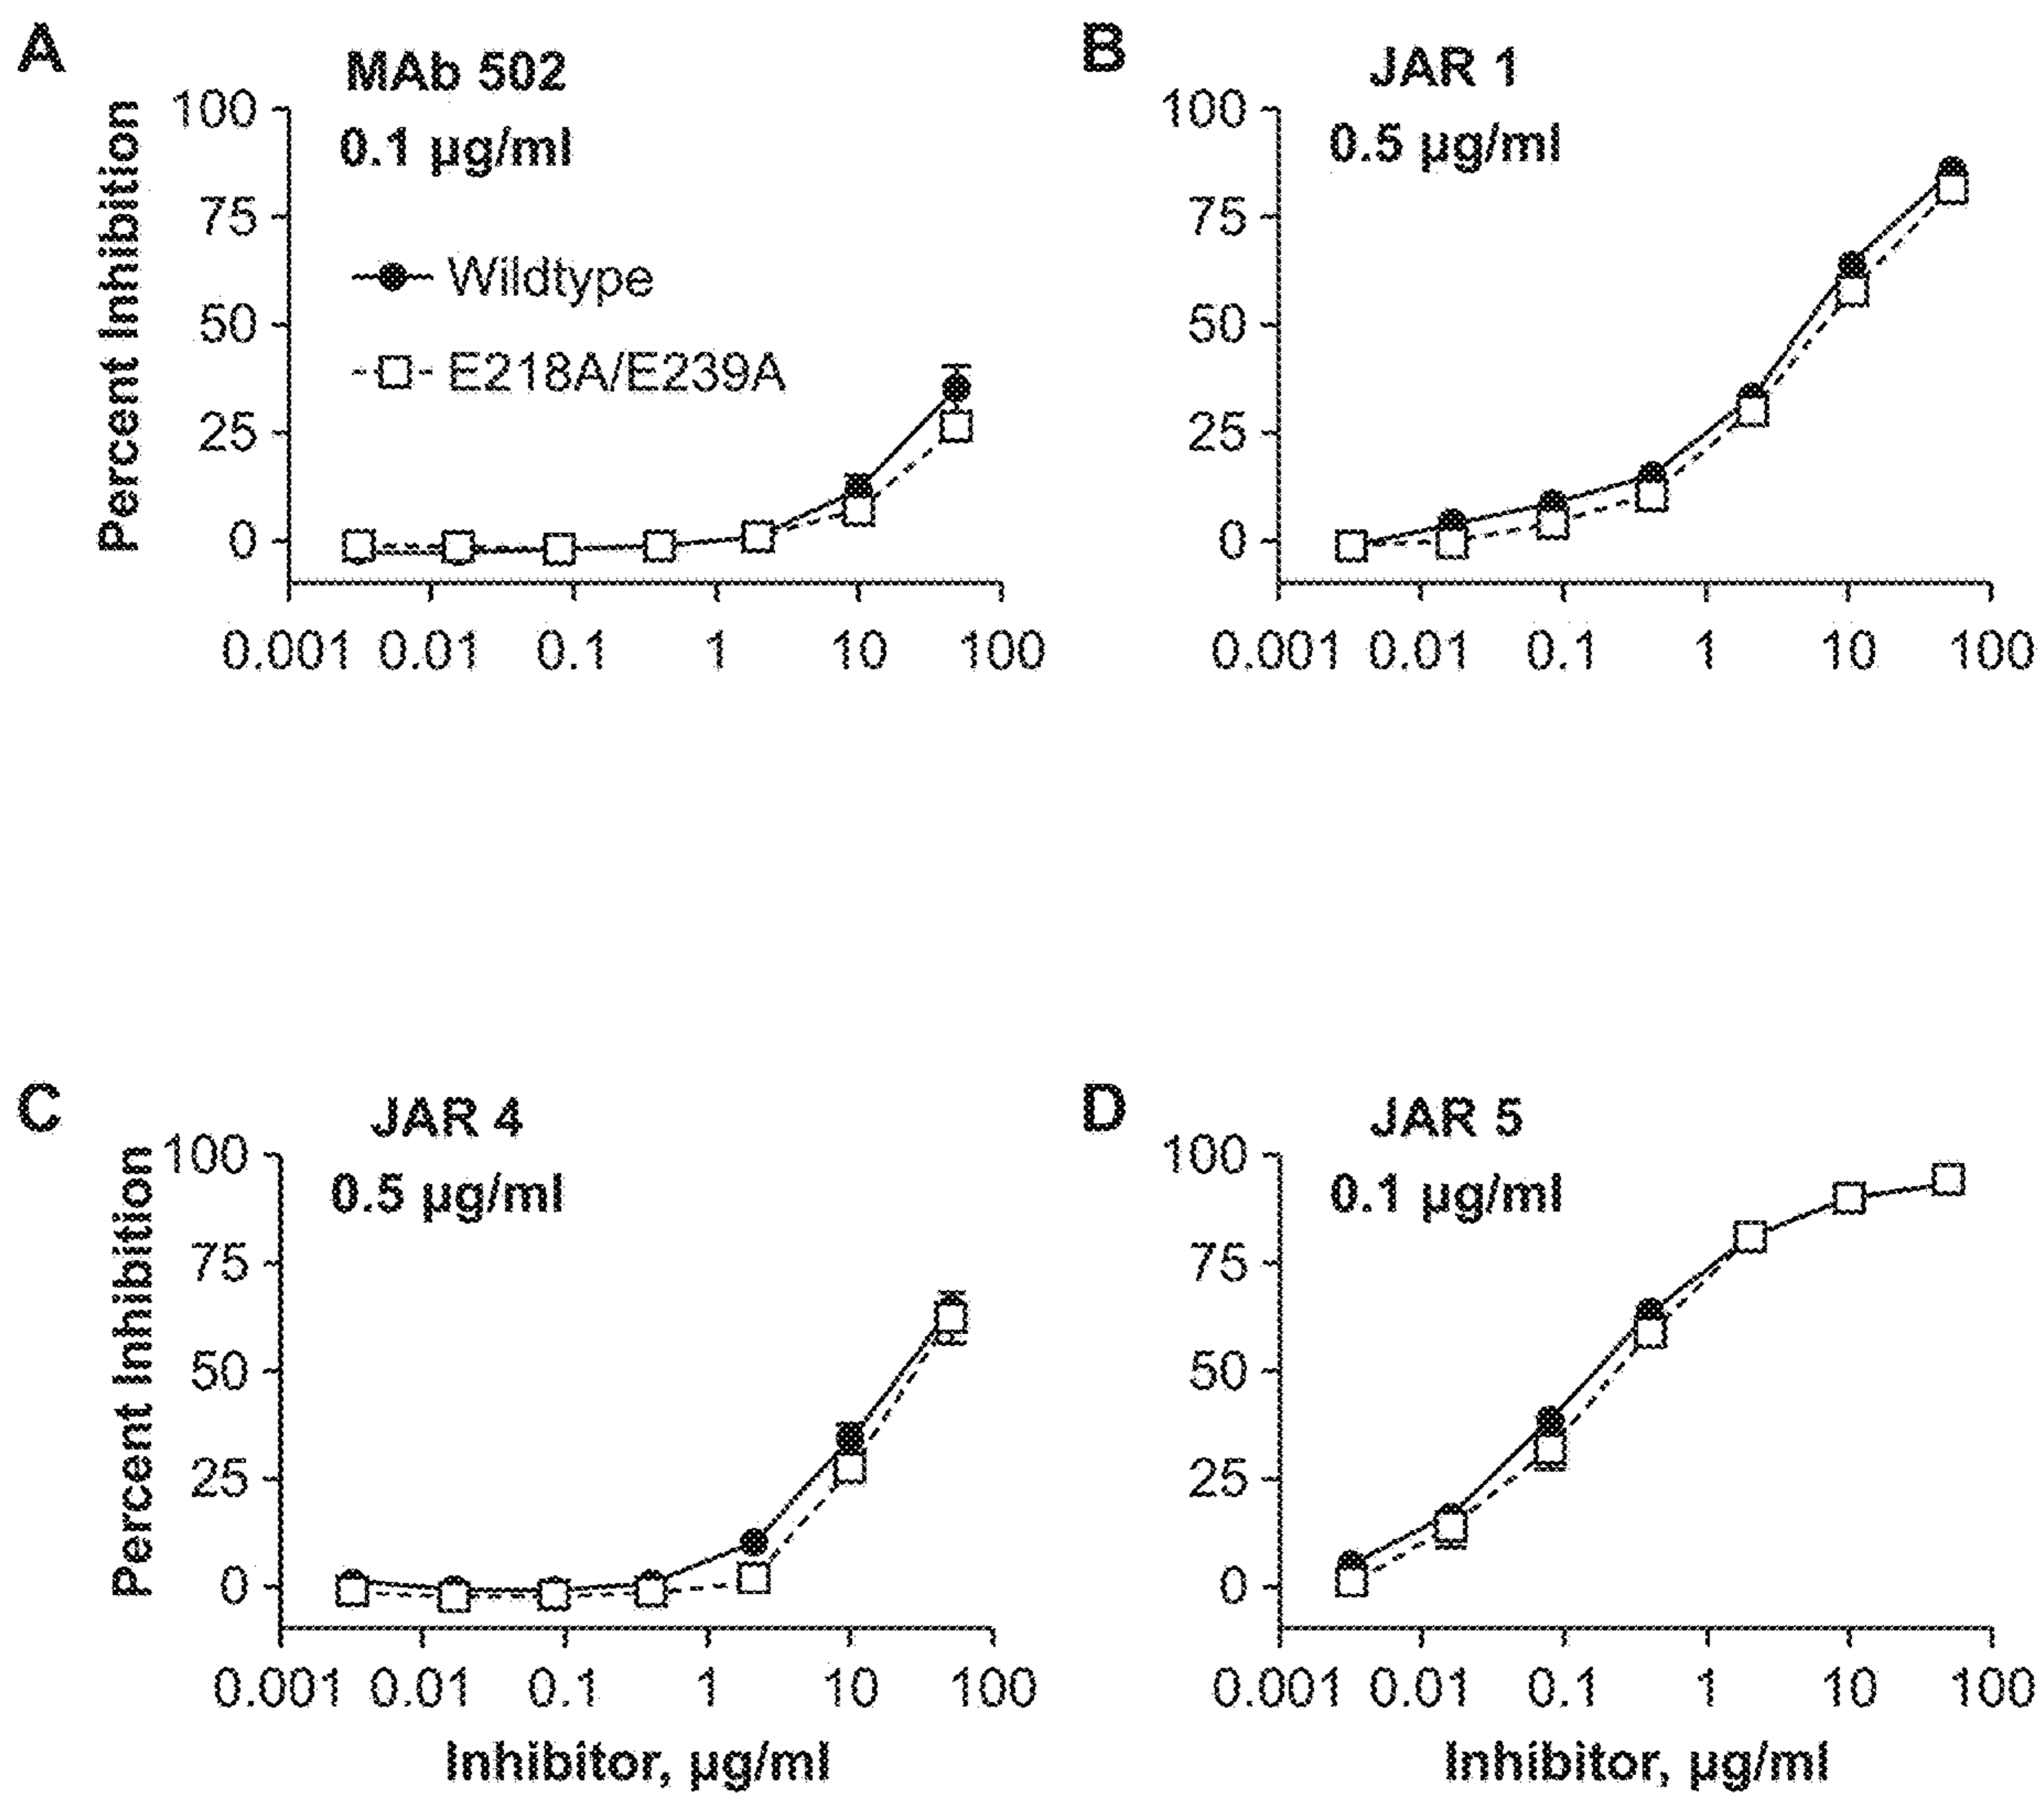 A
MAb 502
0.1 µg/ml
Percent Inhibition
100
75
50
25
0
Wildtype
E218A/E239A
0.001 0.01 0.1 1 10 100
B
JAR 1
0.5 µg/ml
100
75
50
25
0
0.001 0.01 0.1 1 10 100
C
JAR 4
0.5 µg/ml
Percent Inhibition
100
75
50
25
0
0.001 0.01 0.1 1 10 100
Inhibitor, µg/ml
D
JAR 5
0.1 µg/ml
100
75
50
25
0
0.001 0.01 0.1 1 10 100
Inhibitor, µg/ml